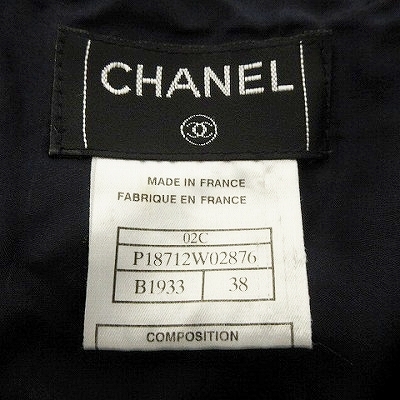 CHANEL
MADE IN FRANCE
FABRIQUE EN FRANCE
02C
P18712W02876
B1933 38
COMPOSITION